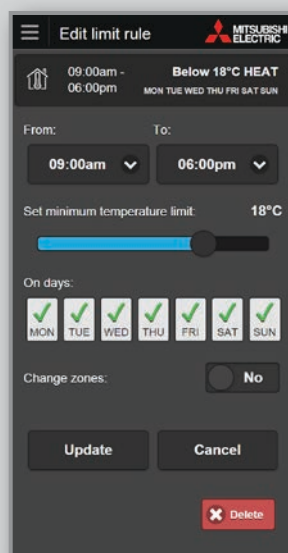 Edit limit rule
MITSUBISHI
ELECTRIC
09:00am -
06:00pm
Below 18°C HEAT
MON TUE WED THU FRI SAT SUN
From:
To:
09:00am
06:00pm
Set minimum temperature limit:
18°C
On days:
MON TUE WED THU FRI SAT SUN
Change zones:
No
Update
Cancel
Delete